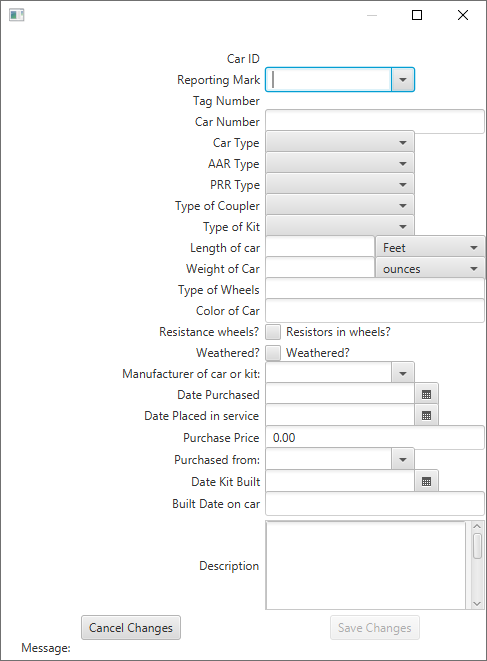 Car ID
Reporting Mark
Tag Number
Car Number
Car Type
AAR Type
PRR Type
Type of Coupler
Type of Kit
Length of car Feet
Weight of Car ounces
Type of Wheels
Color of Car
Resistance wheels? Resistors in wheels?
Weathered? Weathered?
Manufacturer of car or kit:
Date Purchased
Date Placed in service
Purchase Price 0.00
Purchased from:
Date Kit Built
Built Date on car
Description
Cancel Changes Save Changes
Message: